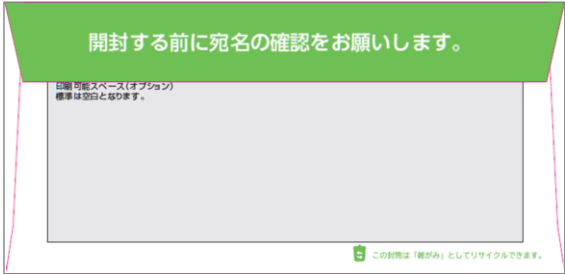 開封する前に宛名の確認をお願いします。
印刷可能スペース(オプション)
標準は空白となります。
この封筒は「雑がみ」としてリサイクルできます。